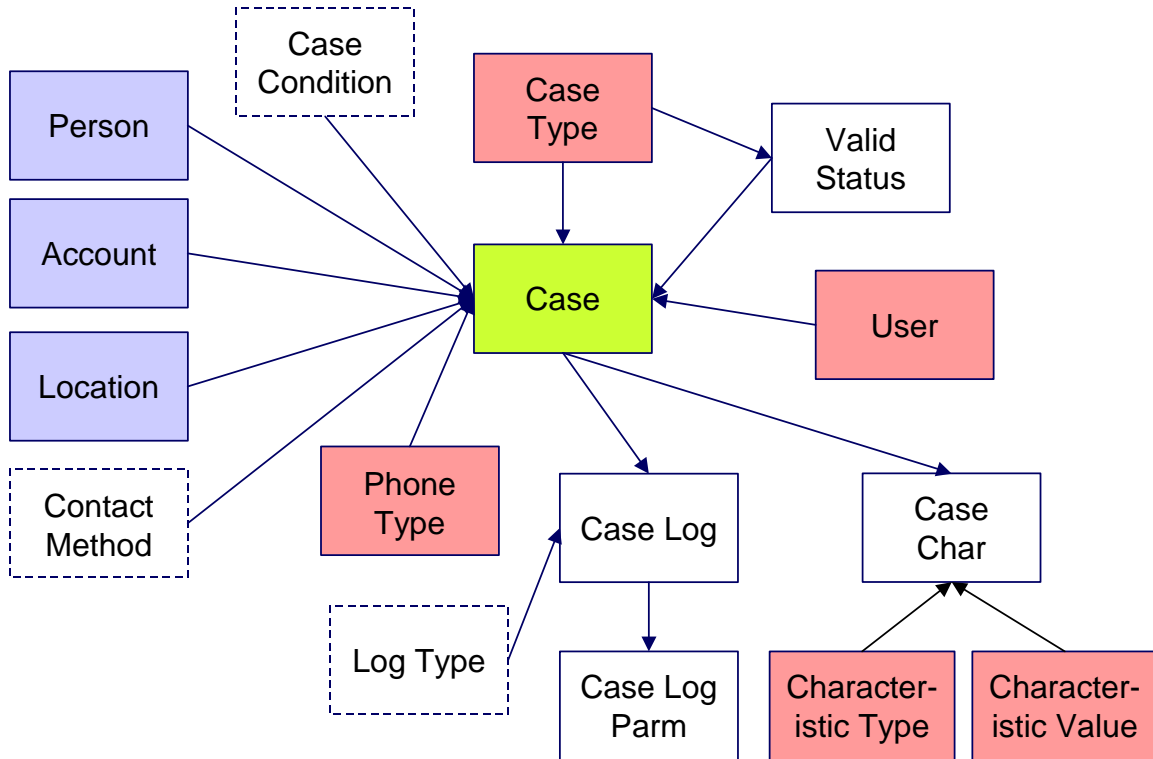 Case
Condition
Person
Case
Type
Valid
Status
Account
Case
User
Location
Phone
Type
Contact
Method
Case Log
Case
Char
Log Type
Case Log
Parm
Character-
istic Type
Character-
istic Value